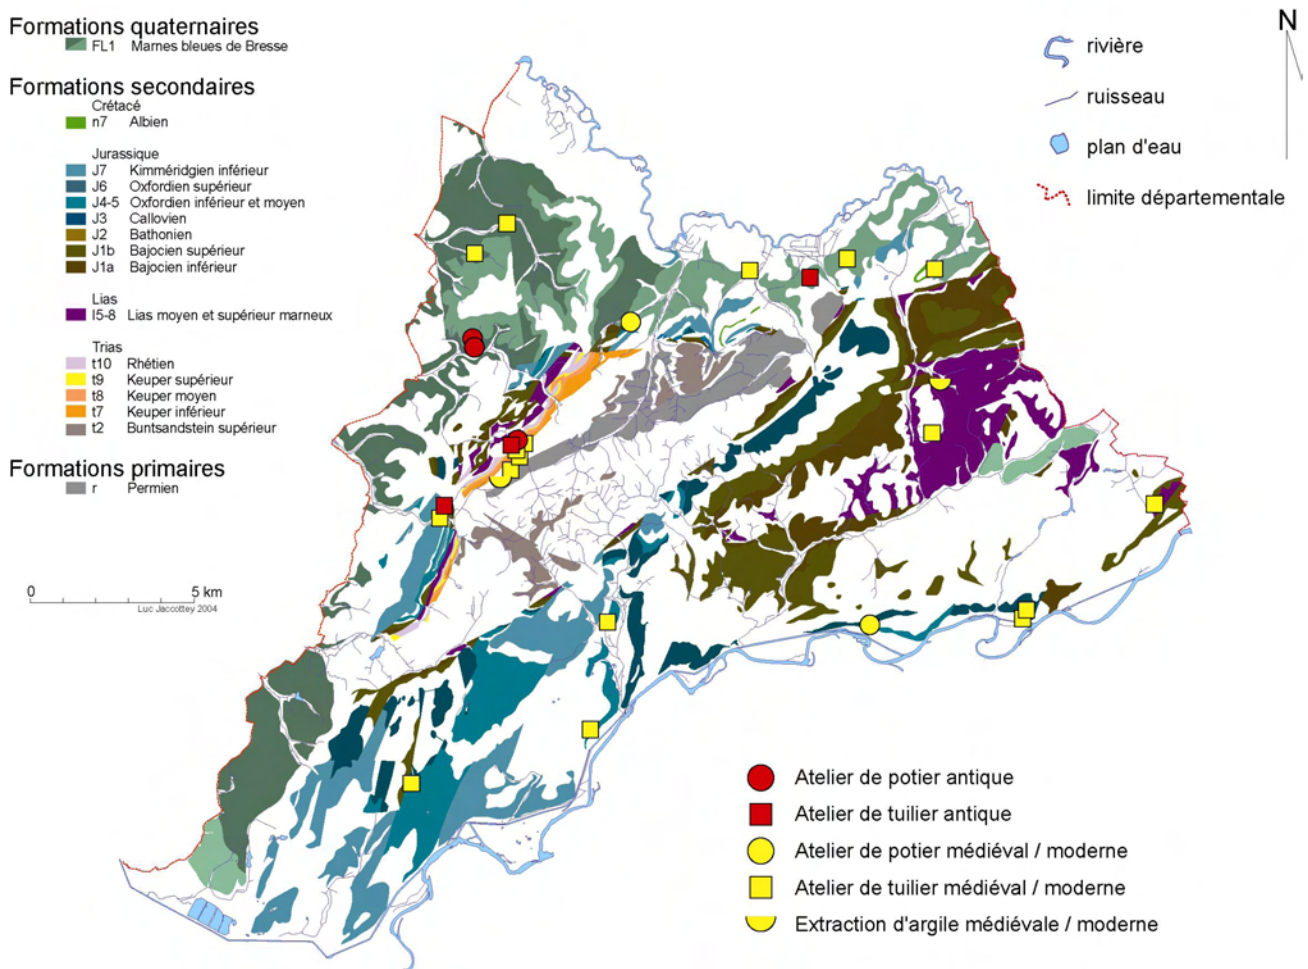 Formations quaternaires
FL1 Marnes bleues de Bresse
Formations secondaires
Crétacé
n7 Albien
Jurassique
J7 Kimméridgien inférieur
J6 Oxfordien supérieur
J4-5 Oxfordien inférieur et moyen
J3 Callovien
J2 Bathonien
J1b Bajocien supérieur
J1a Bajocien inférieur
Lias
I5-8 Lias moyen et supérieur marneux
Trias
t10 Rhétien
t9 Keuper supérieur
t8 Keuper moyen
t7 Keuper inférieur
t2 Buntsandstein supérieur
Formations primaires
r Permien
0 5 km
Luc Jaccottey 2004
N
rivière
ruisseau
plan d'eau
limite départementale
Atelier de potier antique
Atelier de tuilier antique
Atelier de potier médiéval / moderne
Atelier de tuilier médiéval / moderne
Extraction d'argile médiévale / moderne